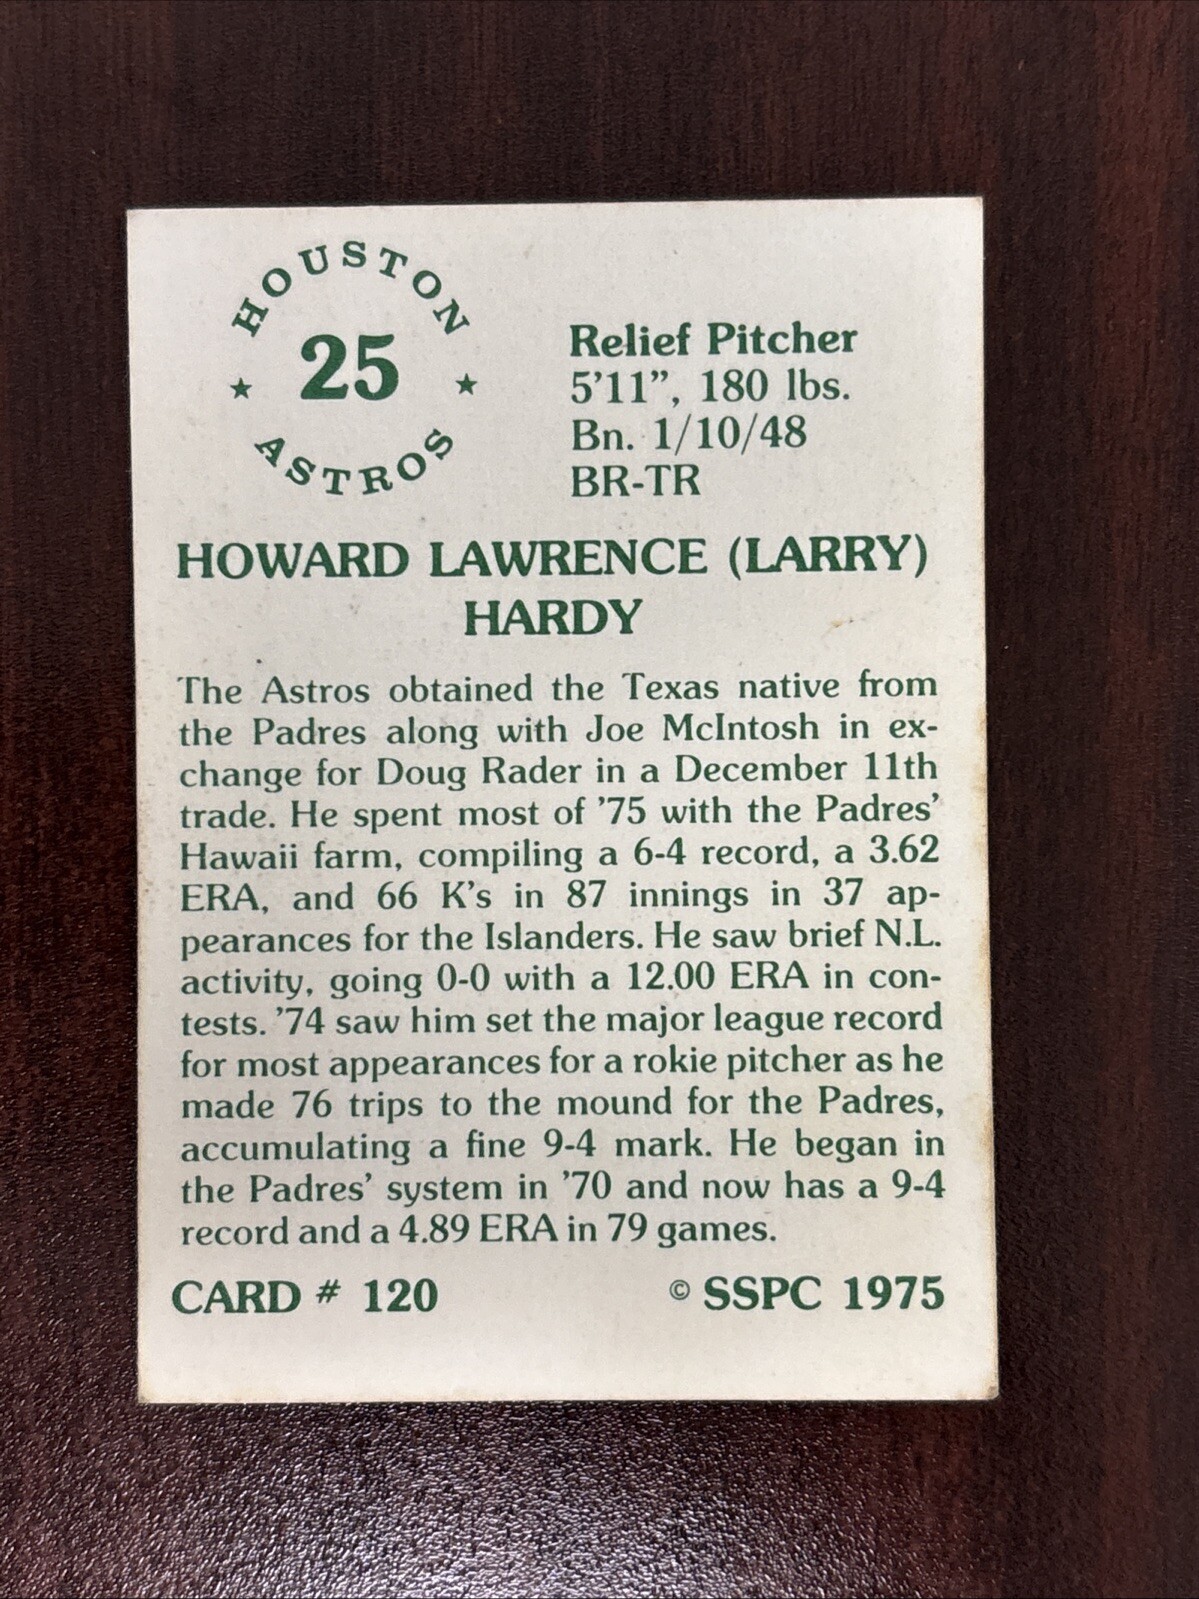 HOUSTON
★ 25 ★
ASTROS
Relief Pitcher
5'11”, 180 lbs.
Bn. 1/10/48
BR-TR
HOWARD LAWRENCE (LARRY)
HARDY
The Astros obtained the Texas native from
the Padres along with Joe McIntosh in ex-
change for Doug Rader in a December 11th
trade. He spent most of '75 with the Padres'
Hawaii farm, compiling a 6-4 record, a 3.62
ERA, and 66 K's in 87 innings in 37 ap-
pearances for the Islanders. He saw brief N.L.
activity, going 0-0 with a 12.00 ERA in con-
tests. '74 saw him set the major league record
for most appearances for a rokie pitcher as he
made 76 trips to the mound for the Padres,
accumulating a fine 9-4 mark. He began in
the Padres' system in '70 and now has a 9-4
record and a 4.89 ERA in 79 games.
CARD # 120 © SSPC 1975